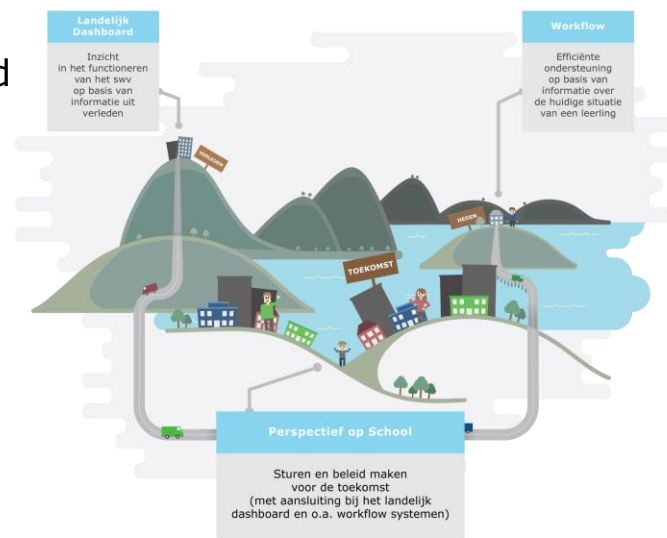 Landelijk
Dashboard
Inzicht
in het functioneren
van het swv
op basis van
informatie uit
verleden
Workflow
Efficiënte
ondersteuning
op basis van
informatie over
de huidige situatie
van een leerling
d
VERLEDEN
HEDEN
TOEKOMST
Perspectief op School
Sturen en beleid maken
voor de toekomst
(met aansluiting bij het landelijk
dashboard en o.a. workflow systemen)